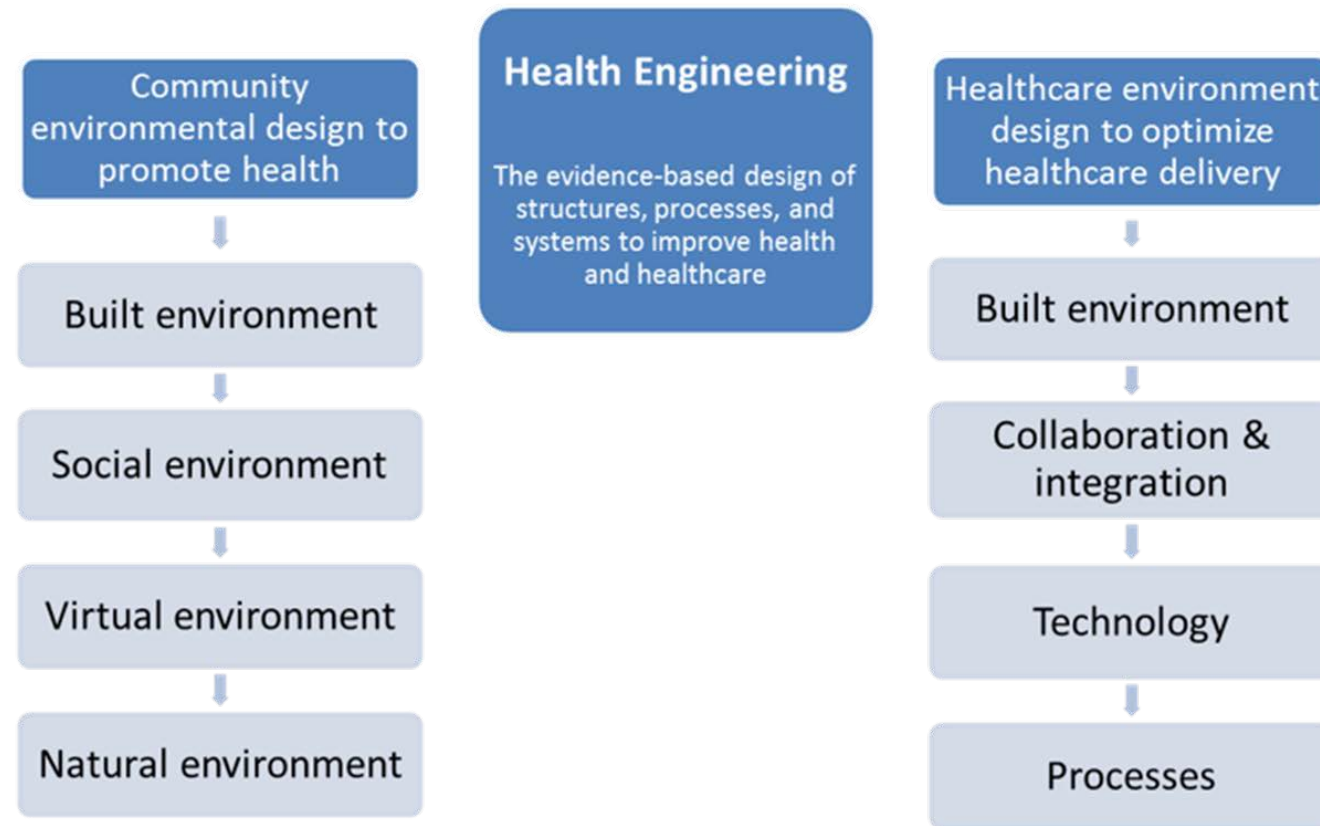 Community
environmental design to
promote health
Built environment
Social environment
Virtual environment
Natural environment
Health Engineering
The evidence-based design of
structures, processes, and
systems to improve health
and healthcare
Healthcare environment
design to optimize
healthcare delivery
Built environment
Collaboration &
integration
Technology
Processes